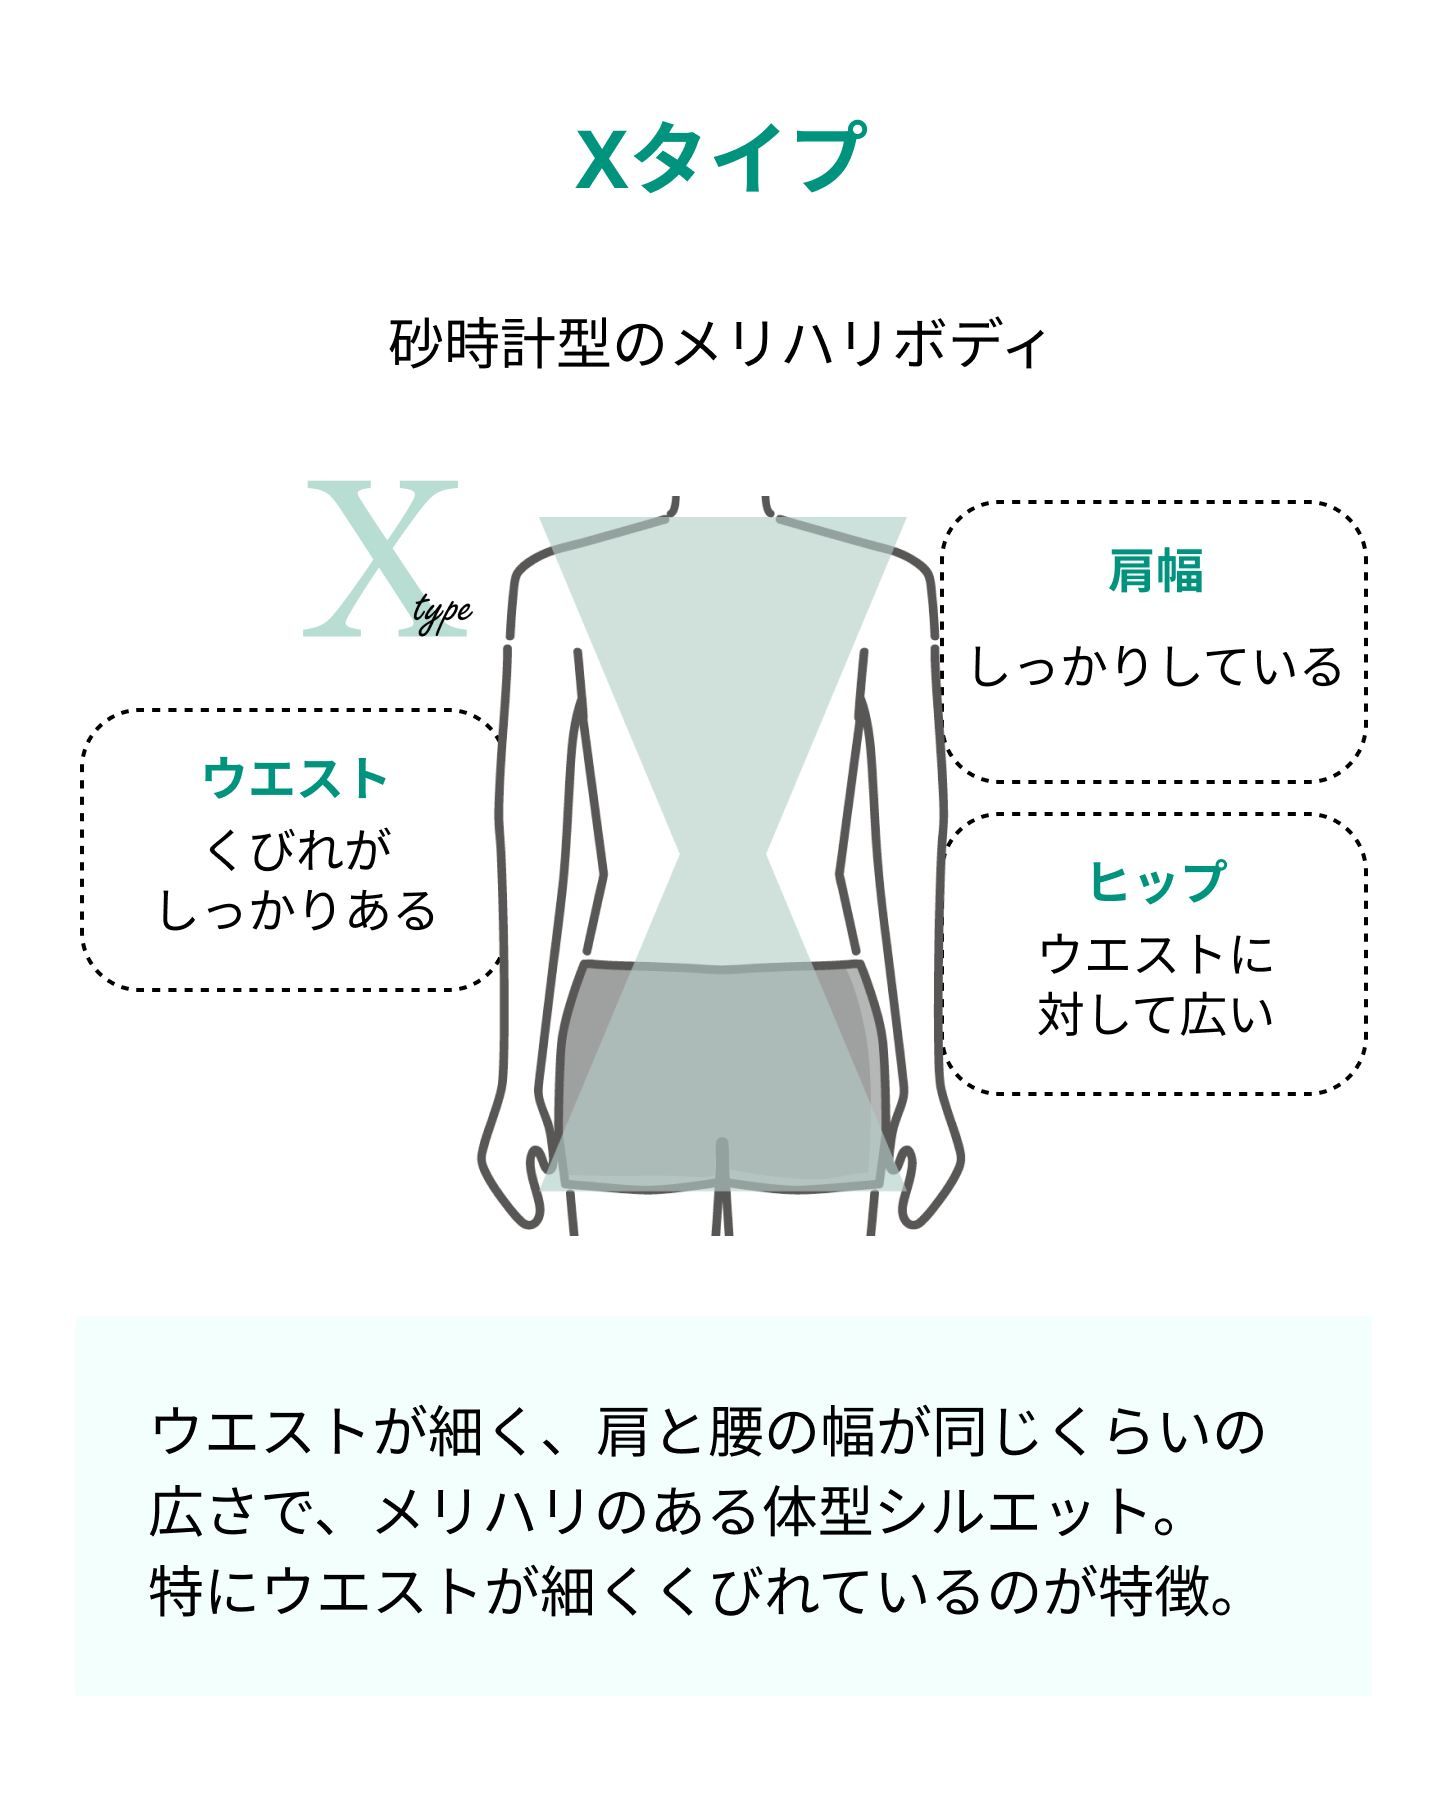 Xタイプ
砂時計型のメリハリボディ
X
type
肩幅
しっかりしている
ウエスト
くびれが
しっかりある
ヒップ
ウエストに
対して広い
ウエストが細く、肩と腰の幅が同じくらいの
広さで、メリハリのある体型シルエット。
特にウエストが細くくびれているのが特徴。